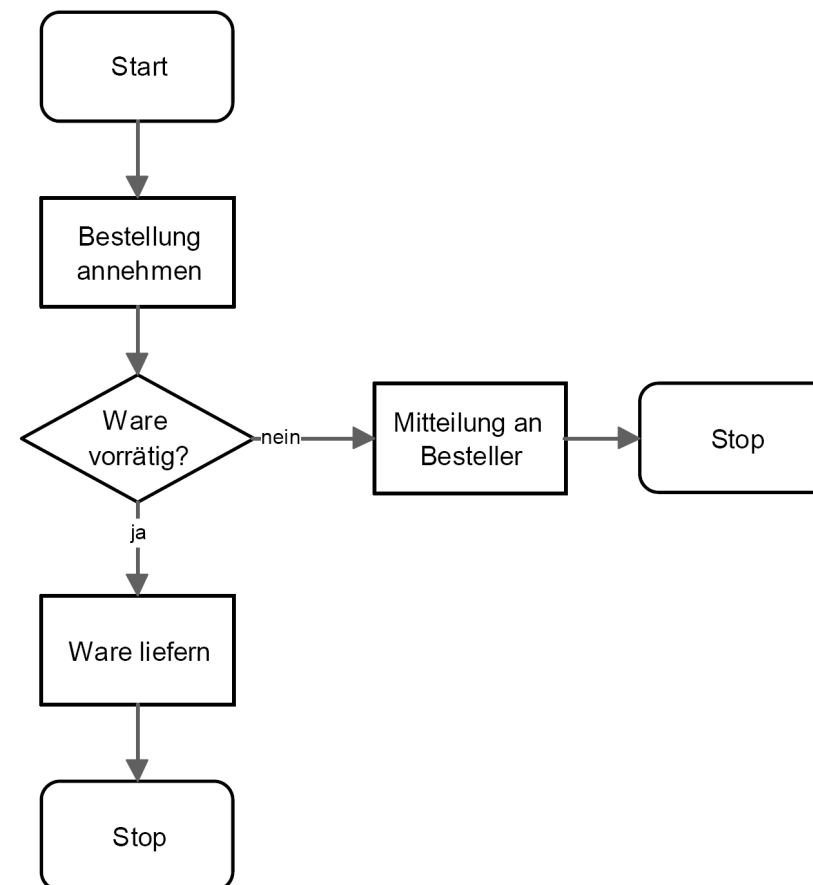 Start
Bestellung
annehmen
Ware
vorrätig?
nein
Mitteilung an
Besteller
Stop
ja
Ware liefern
Stop